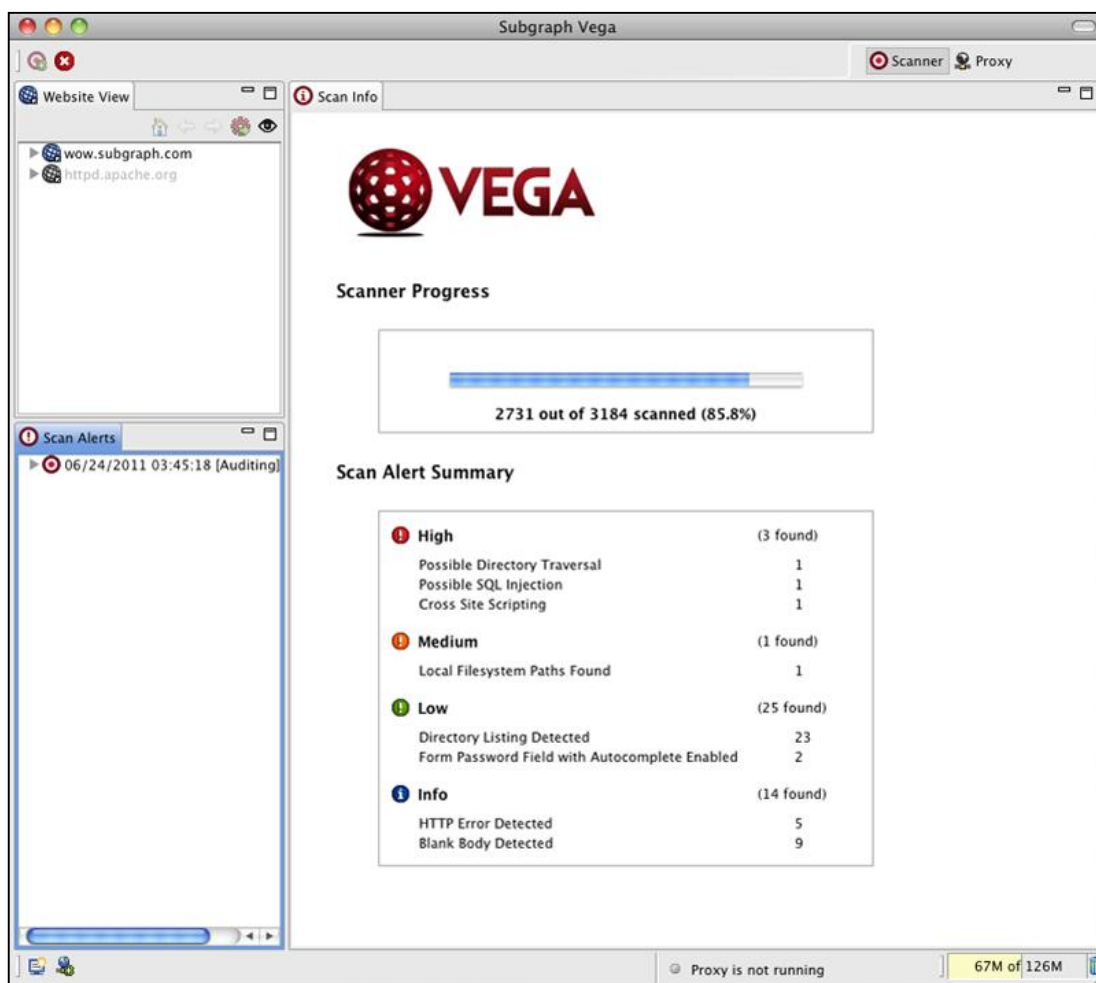 Subgraph Vega
Scanner Proxy
Website View
wow.subgraph.com
httpd.apache.org
Scan Alerts
06/24/2011 03:45:18 [Auditing]
Scan Info
VEGA
Scanner Progress
2731 out of 3184 scanned (85.8%)
Scan Alert Summary
High (3 found)
Possible Directory Traversal 1
Possible SQL Injection 1
Cross Site Scripting 1
Medium (1 found)
Local Filesystem Paths Found 1
Low (25 found)
Directory Listing Detected 23
Form Password Field with Autocomplete Enabled 2
Info (14 found)
HTTP Error Detected 5
Blank Body Detected 9
Proxy is not running
67M of 126M